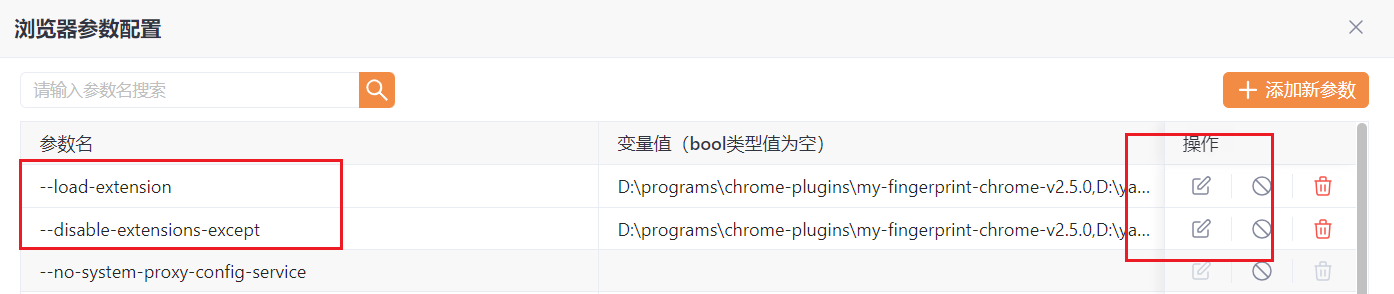 浏览器参数配置
请输入参数名搜索
添加新参数
参数名 变量值（bool类型值为空） 操作
--load-extension D:\programs\chrome-plugins\my-fingerprint-chrome-v2.5.0,D:\ya...
--disable-extensions-except D:\programs\chrome-plugins\my-fingerprint-chrome-v2.5.0,D:\ya...
--no-system-proxy-config-service